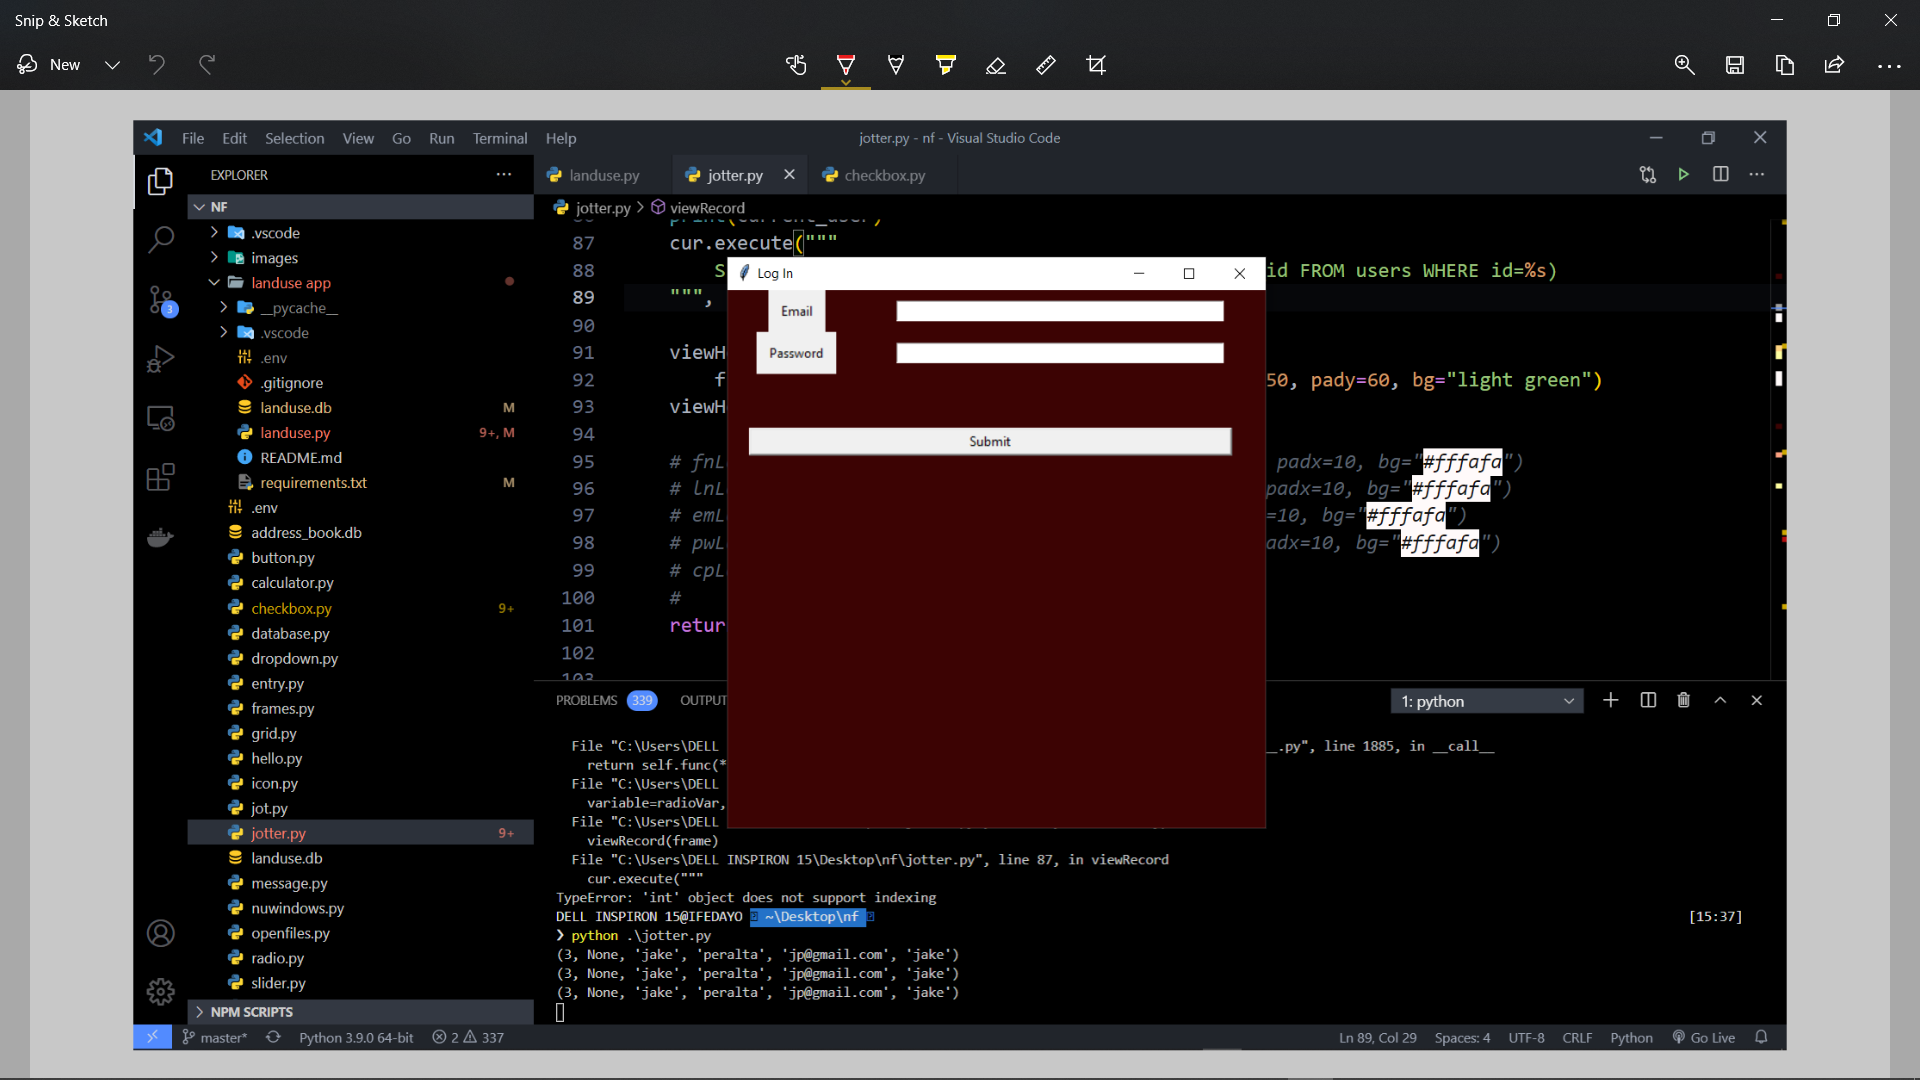 Snip & Sketch
New
File Edit Selection View Go Run Terminal Help
jotter.py - nf - Visual Studio Code
EXPLORER
landuse.py
jotter.py
checkbox.py
NF
jotter.py > viewRecord
.vscode
images
landuse app
__pycache__
.vscode
.env
.gitignore
landuse.db M
landuse.py 9+, M
README.md
requirements.txt M
.env
address_book.db
button.py
calculator.py
checkbox.py 9+
database.py
dropdown.py
entry.py
frames.py
grid.py
hello.py
icon.py
jot.py
jotter.py 9+
landuse.db
message.py
nuwindows.py
openfiles.py
radio.py
slider.py
NPM SCRIPTS
3
87 cur.execute("""
88 S id FROM users WHERE id=%s)
89 """,
90
91 viewH
92 f 50, pady=60, bg="light green")
93 viewH
94
95 # fnL padx=10, bg="#fffafa")
96 # lnL padx=10, bg="#fffafa")
97 # emL =10, bg="#fffafa")
98 # pwL adx=10, bg="#fffafa")
99 # cpL
100 #
101 retur
102
103
Log In
Email
Password
Submit
PROBLEMS 339 OUTPUT
1: python
File "C:\Users\DELL __.py", line 1885, in __call__
return self.func(*
File "C:\Users\DELL
variable=radioVar,
File "C:\Users\DELL
viewRecord(frame)
File "C:\Users\DELL INSPIRON 15\Desktop\nf\jotter.py", line 87, in viewRecord
cur.execute("""
TypeError: 'int' object does not support indexing
DELL INSPIRON 15@IFEDAYO ~\Desktop\nf [15:37]
❯ python .\jotter.py
(3, None, 'jake', 'peralta', 'jp@gmail.com', 'jake')
(3, None, 'jake', 'peralta', 'jp@gmail.com', 'jake')
(3, None, 'jake', 'peralta', 'jp@gmail.com', 'jake')
master* Python 3.9.0 64-bit 2 337
Ln 89, Col 29 Spaces: 4 UTF-8 CRLF Python Go Live